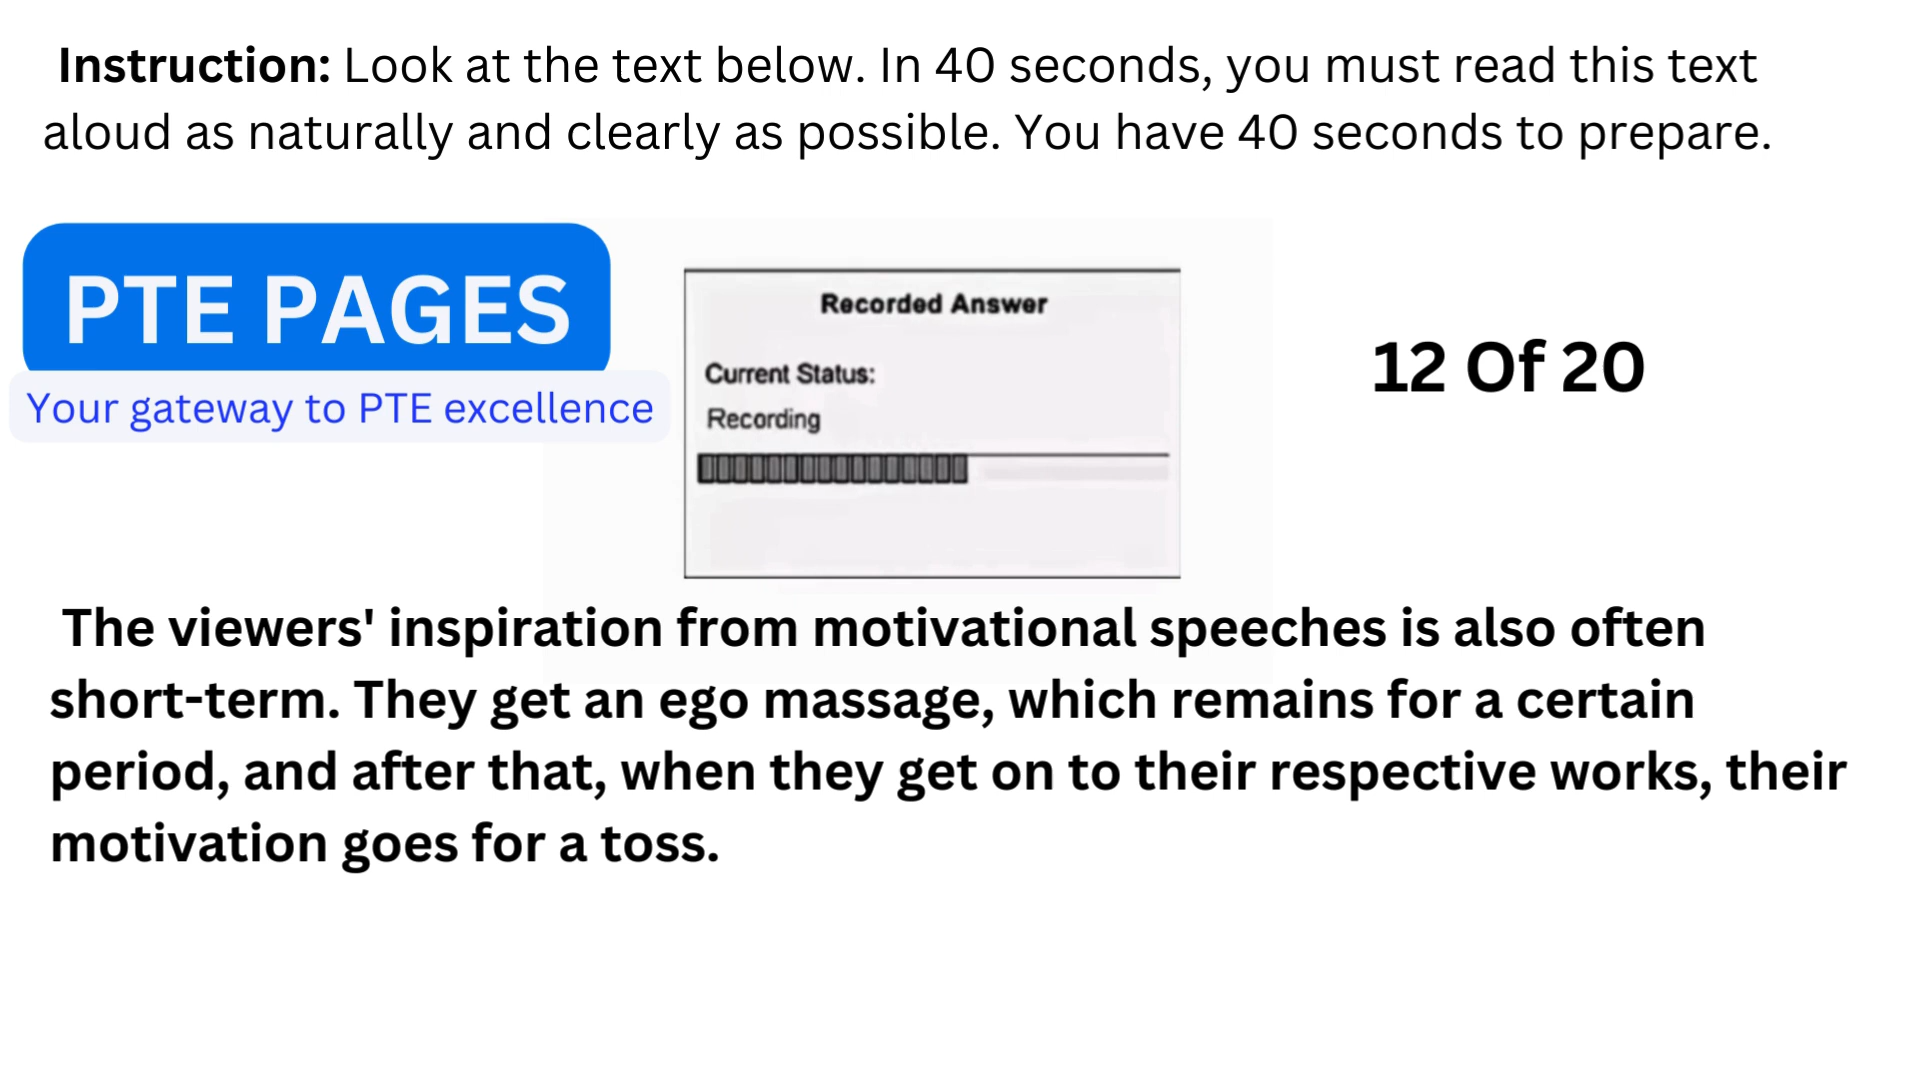 Instruction: Look at the text below. In 40 seconds, you must read this text
aloud as naturally and clearly as possible. You have 40 seconds to prepare.
PTE PAGES
Your gateway to PTE excellence
Recorded Answer
Current Status:
Recording
12 Of 20
The viewers' inspiration from motivational speeches is also often
short-term. They get an ego massage, which remains for a certain
period, and after that, when they get on to their respective works, their
motivation goes for a toss.